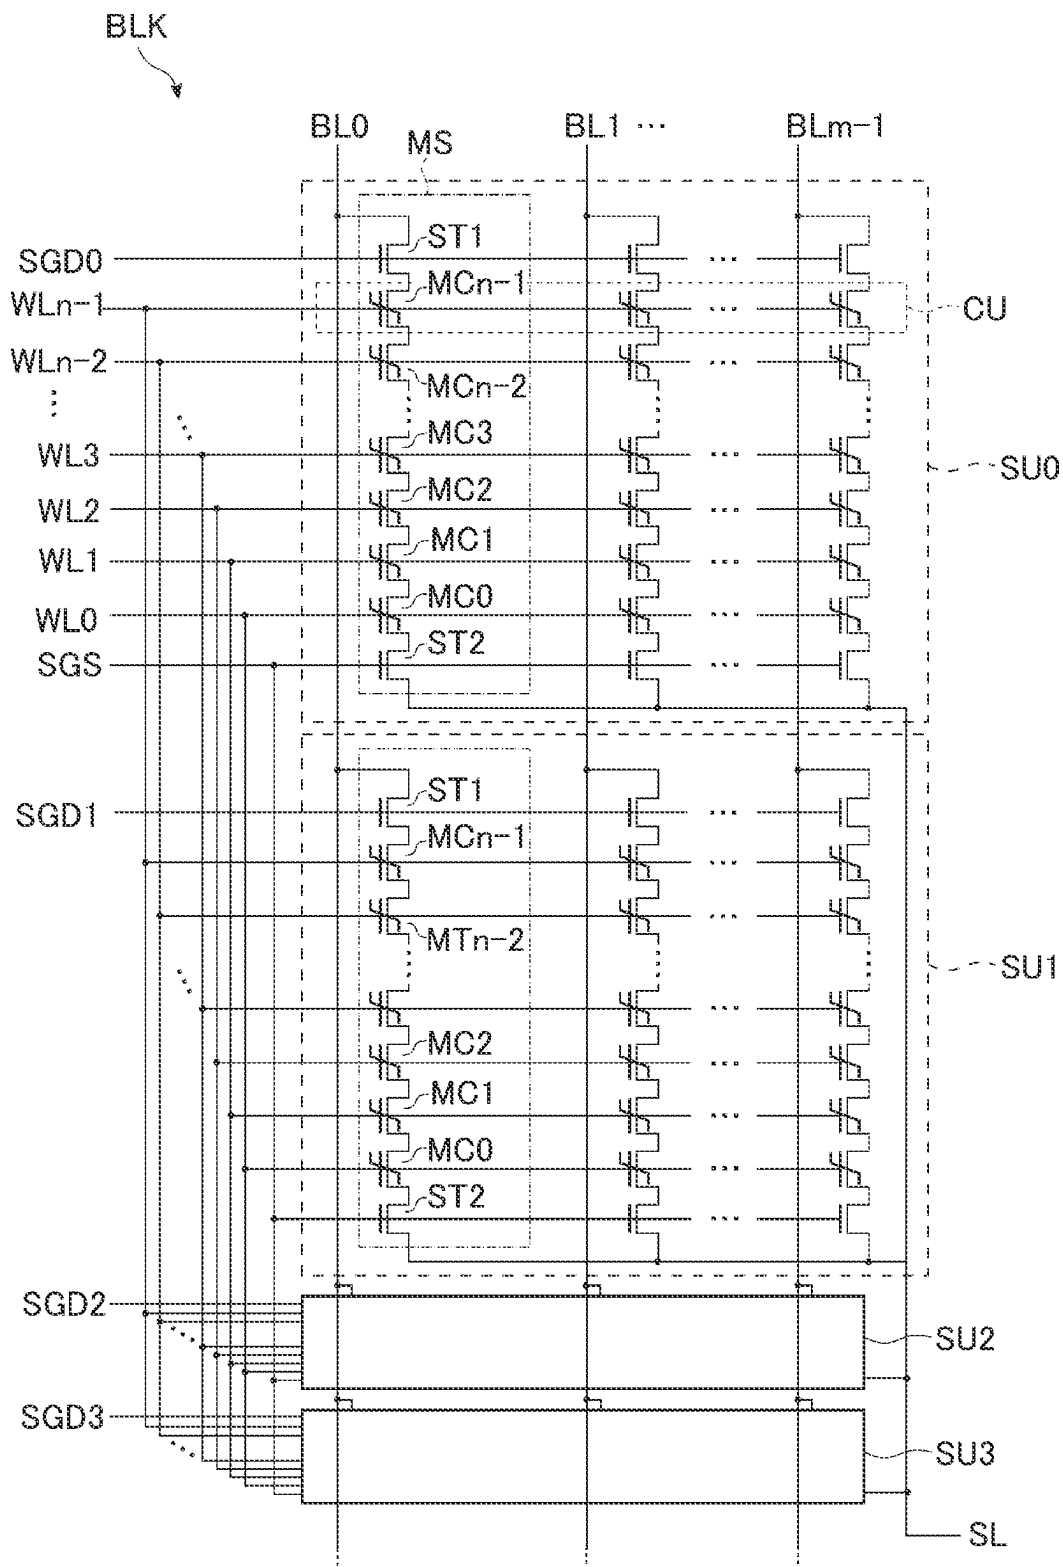 BLK
BL0 BL1 ... BLm-1
MS
SGD0 ST1
WLn-1 MCn-1 CU
WLn-2 MCn-2
WL3 MC3 SU0
WL2 MC2
WL1 MC1
WL0 MC0
SGS ST2
SGD1 ST1
MCn-1
MTn-2
SU1
MC2
MC1
MC0
ST2
SGD2
SU2
SGD3
SU3
SL